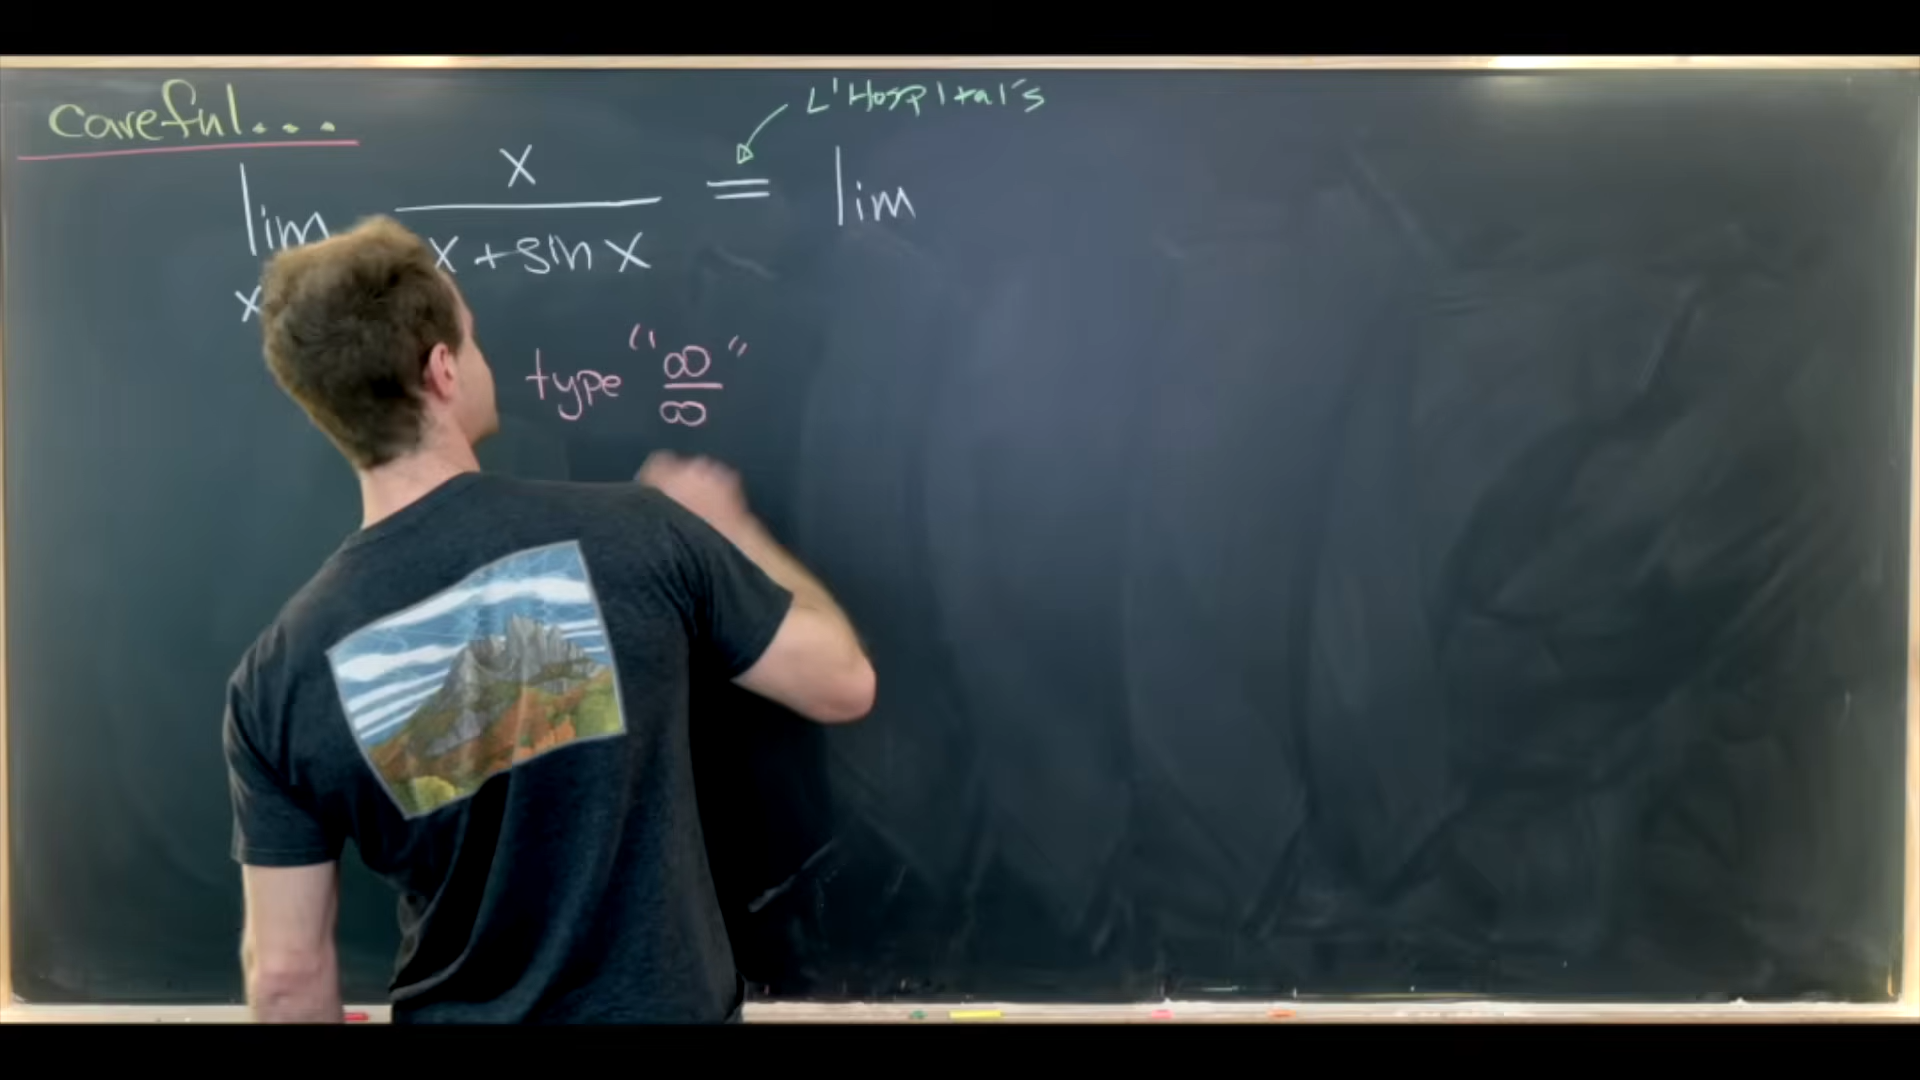 Careful...
L'Hospital's
lim x / x + sin x = lim
x
type "∞/∞"